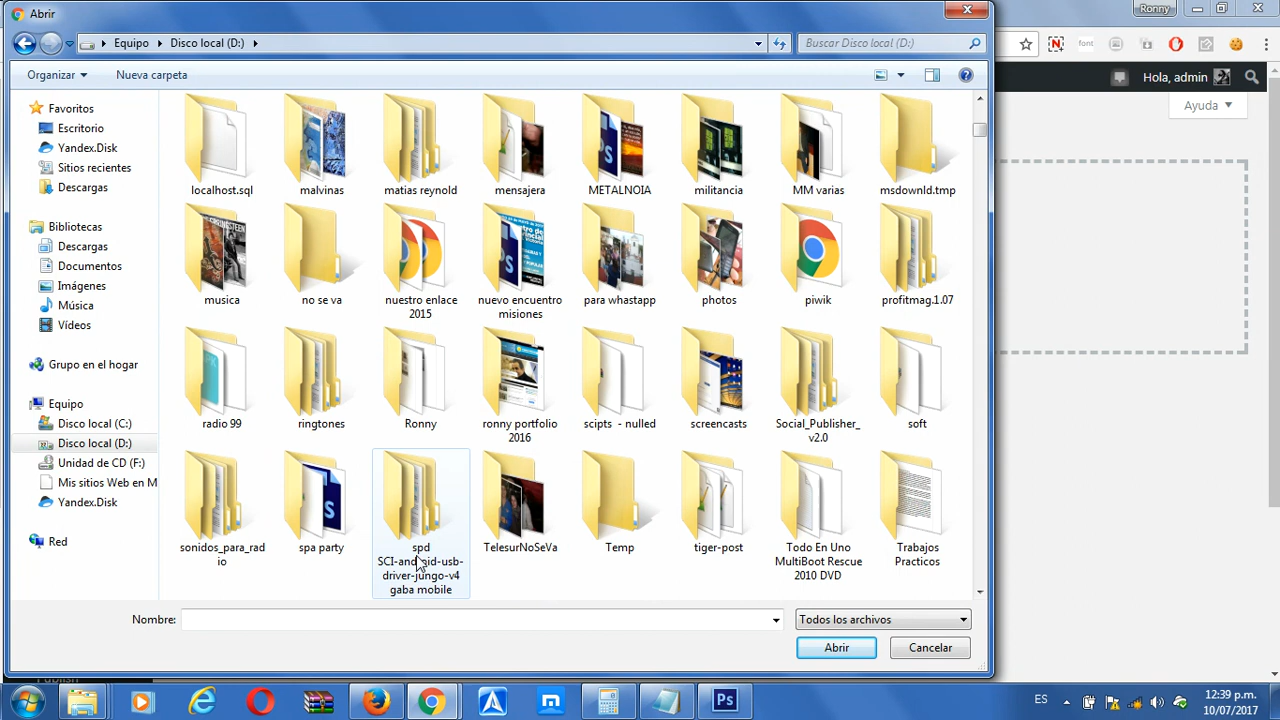 Abrir
Ronny
Equipo
Disco local (D:)
Buscar Disco local (D:)
font
Organizar
Nueva carpeta
Hola, admin
Ayuda
Favoritos
Escritorio
Yandex.Disk
Sitios recientes
Descargas
Bibliotecas
Descargas
Documentos
Imágenes
Música
Vídeos
Grupo en el hogar
Equipo
Disco local (C:)
Disco local (D:)
Unidad de CD (F:)
Mis sitios Web en M
Yandex.Disk
Red
localhost.sql
malvinas
matias reynold
mensajera
METALNOIA
militancia
MM varias
msdownld.tmp
musica
no se va
nuestro enlace
2015
nuevo encuentro
misiones
para whastapp
photos
piwik
profitmag.1.07
radio 99
ringtones
Ronny
ronny portfolio
2016
scipts - nulled
screencasts
Social_Publisher_
v2.0
soft
sonidos_para_rad
io
spa party
spd
SCI-android-usb-
driver-jungo-v4
gaba mobile
TelesurNoSeVa
Temp
tiger-post
Todo En Uno
MultiBoot Rescue
2010 DVD
Trabajos
Practicos
Nombre:
Todos los archivos
Abrir
Cancelar
ES
12:39 p.m.
10/07/2017